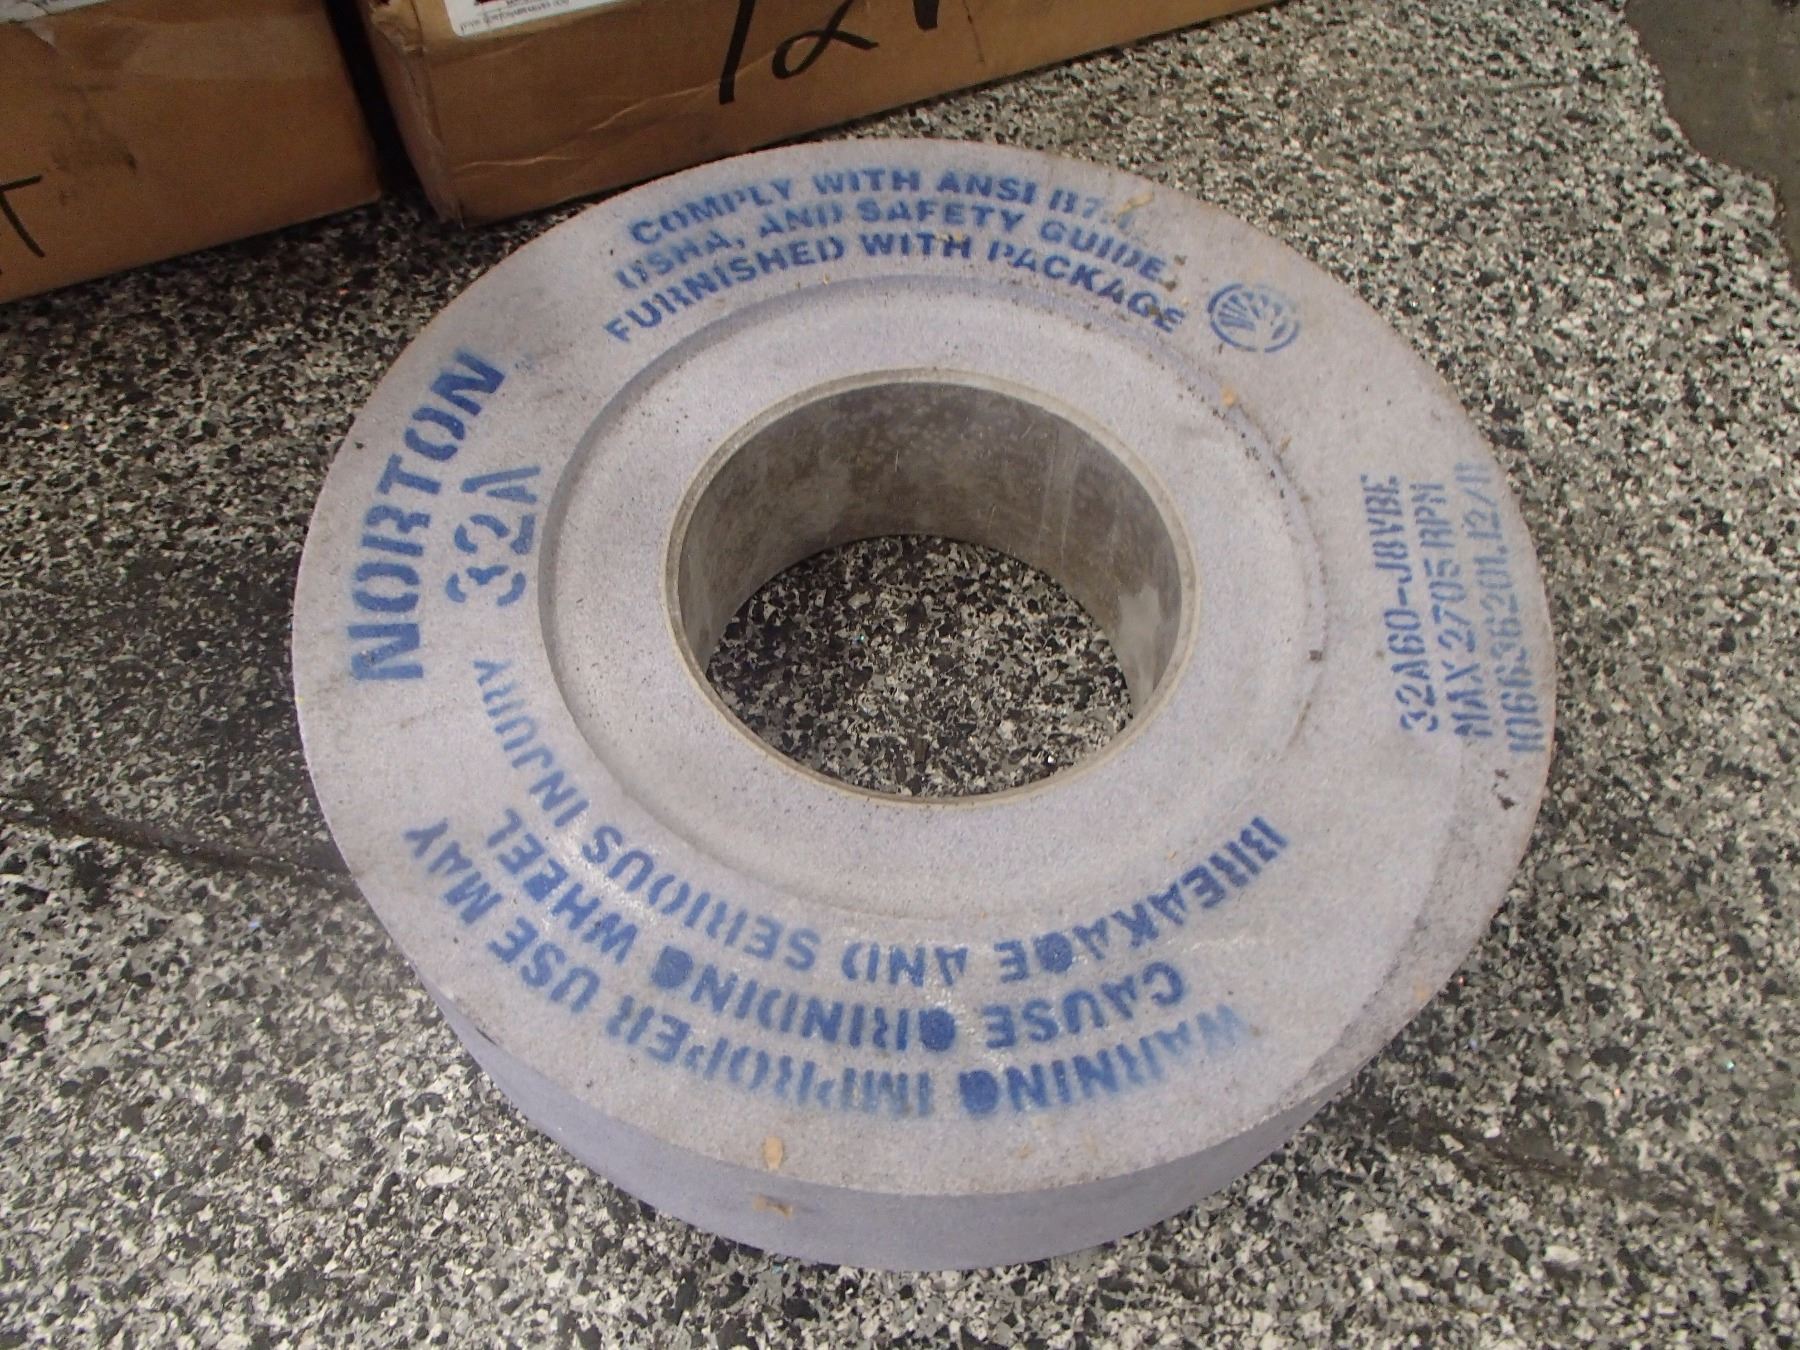 12"
COMPLY WITH ANSI B7.1
OSHA, AND SAFETY GUIDE
FURNISHED WITH PACKAGE
NORTON
32A
32A60-J8VBE
MAX 2705 RPM
WARNING IMPROPER USE MAY
CAUSE GRINDING WHEEL
BREAKAGE AND SERIOUS INJURY